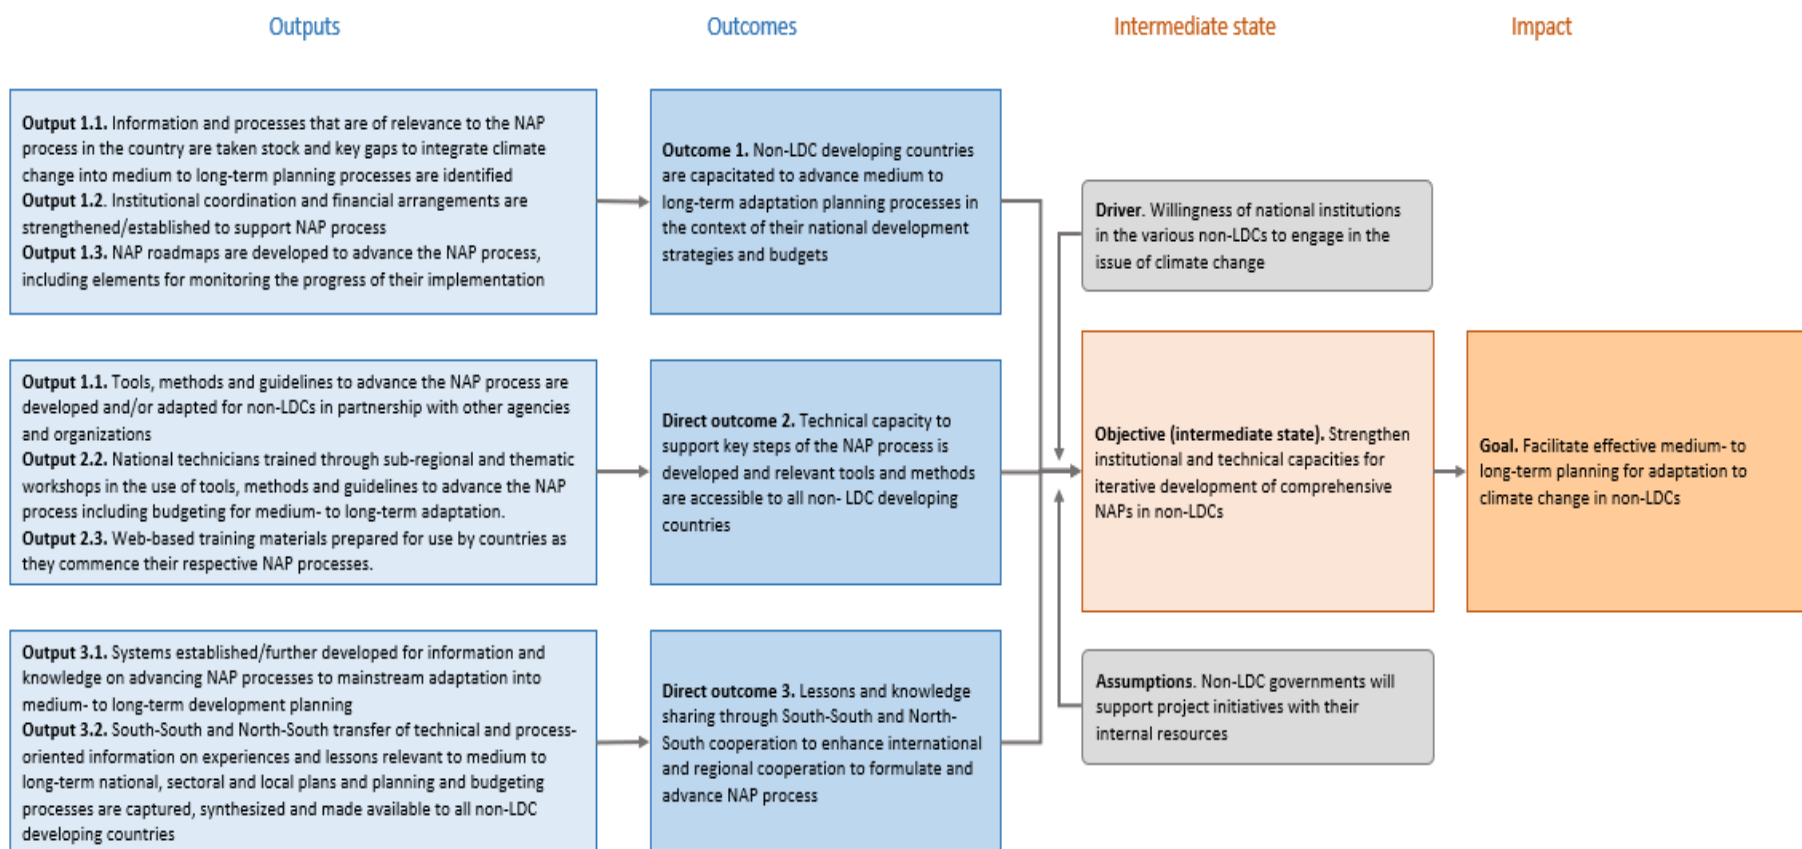 Outputs
Outcomes
Intermediate state
Impact
Output 1.1. Information and processes that are of relevance to the NAP
process in the country are taken stock and key gaps to integrate climate
change into medium to long-term planning processes are identified
Output 1.2. Institutional coordination and financial arrangements are
strengthened/established to support NAP process
Output 1.3. NAP roadmaps are developed to advance the NAP process,
including elements for monitoring the progress of their implementation
Outcome 1. Non-LDC developing countries
are capacitated to advance medium to
long-term adaptation planning processes in
the context of their national development
strategies and budgets
Driver. Willingness of national institutions
in the various non-LDCs to engage in the
issue of climate change
Output 1.1. Tools, methods and guidelines to advance the NAP process are
developed and/or adapted for non-LDCs in partnership with other agencies
and organizations
Output 2.2. National technicians trained through sub-regional and thematic
workshops in the use of tools, methods and guidelines to advance the NAP
process including budgeting for medium- to long-term adaptation.
Output 2.3. Web-based training materials prepared for use by countries as
they commence their respective NAP processes.
Direct outcome 2. Technical capacity to
support key steps of the NAP process is
developed and relevant tools and methods
are accessible to all non- LDC developing
countries
Objective (intermediate state). Strengthen
institutional and technical capacities for
iterative development of comprehensive
NAPs in non-LDCs
Goal. Facilitate effective medium- to
long-term planning for adaptation to
climate change in non-LDCs
Output 3.1. Systems established/further developed for information and
knowledge on advancing NAP processes to mainstream adaptation into
medium- to long-term development planning
Output 3.2. South-South and North-South transfer of technical and process-
oriented information on experiences and lessons relevant to medium to
long-term national, sectoral and local plans and planning and budgeting
processes are captured, synthesized and made available to all non-LDC
developing countries
Direct outcome 3. Lessons and knowledge
sharing through South-South and North-
South cooperation to enhance international
and regional cooperation to formulate and
advance NAP process
Assumptions. Non-LDC governments will
support project initiatives with their
internal resources